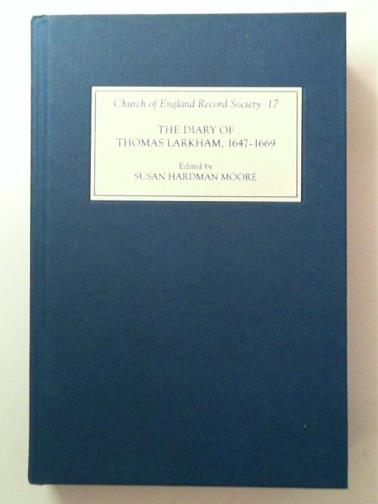 Church of England Record Society 17
THE DIARY OF
THOMAS LARKHAM, 1647–1669
Edited by
SUSAN HARDMAN MOORE